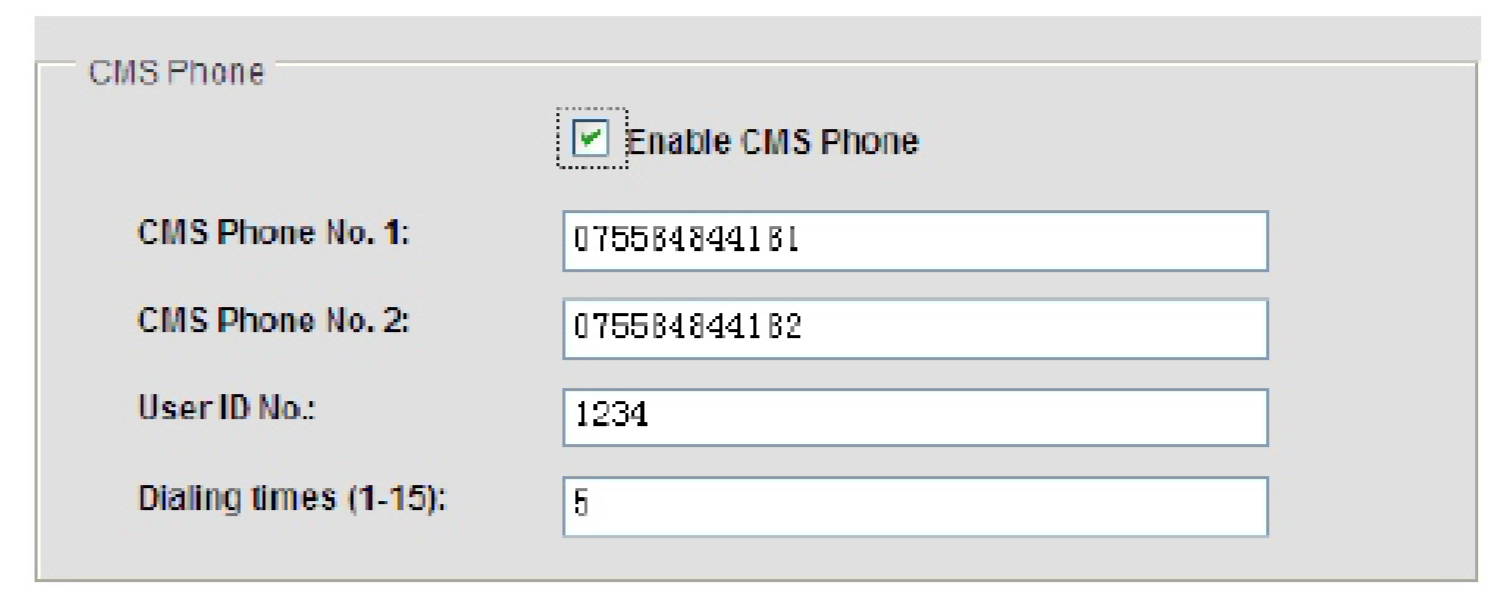 CMS Phone
Enable CMS Phone
CMS Phone No. 1:
075584844181
CMS Phone No. 2:
075584844182
User ID No.:
1234
Dialing times (1-15):
5